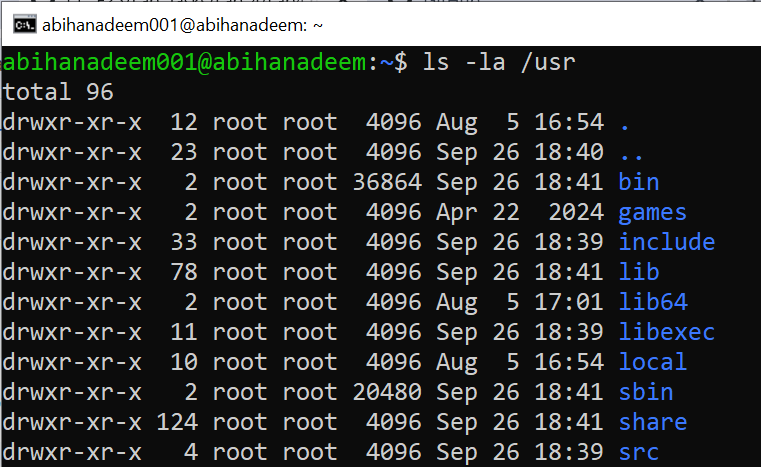 abihanadeem001@abihanadeem: ~
abihanadeem001@abihanadeem:~$ ls -la /usr
total 96
drwxr-xr-x  12 root root  4096 Aug  5 16:54 .
drwxr-xr-x  23 root root  4096 Sep 26 18:40 ..
drwxr-xr-x   2 root root 36864 Sep 26 18:41 bin
drwxr-xr-x   2 root root  4096 Apr 22  2024 games
drwxr-xr-x  33 root root  4096 Sep 26 18:39 include
drwxr-xr-x  78 root root  4096 Sep 26 18:41 lib
drwxr-xr-x   2 root root  4096 Aug  5 17:01 lib64
drwxr-xr-x  11 root root  4096 Sep 26 18:39 libexec
drwxr-xr-x  10 root root  4096 Aug  5 16:54 local
drwxr-xr-x   2 root root 20480 Sep 26 18:41 sbin
drwxr-xr-x 124 root root  4096 Sep 26 18:41 share
drwxr-xr-x   4 root root  4096 Sep 26 18:39 src